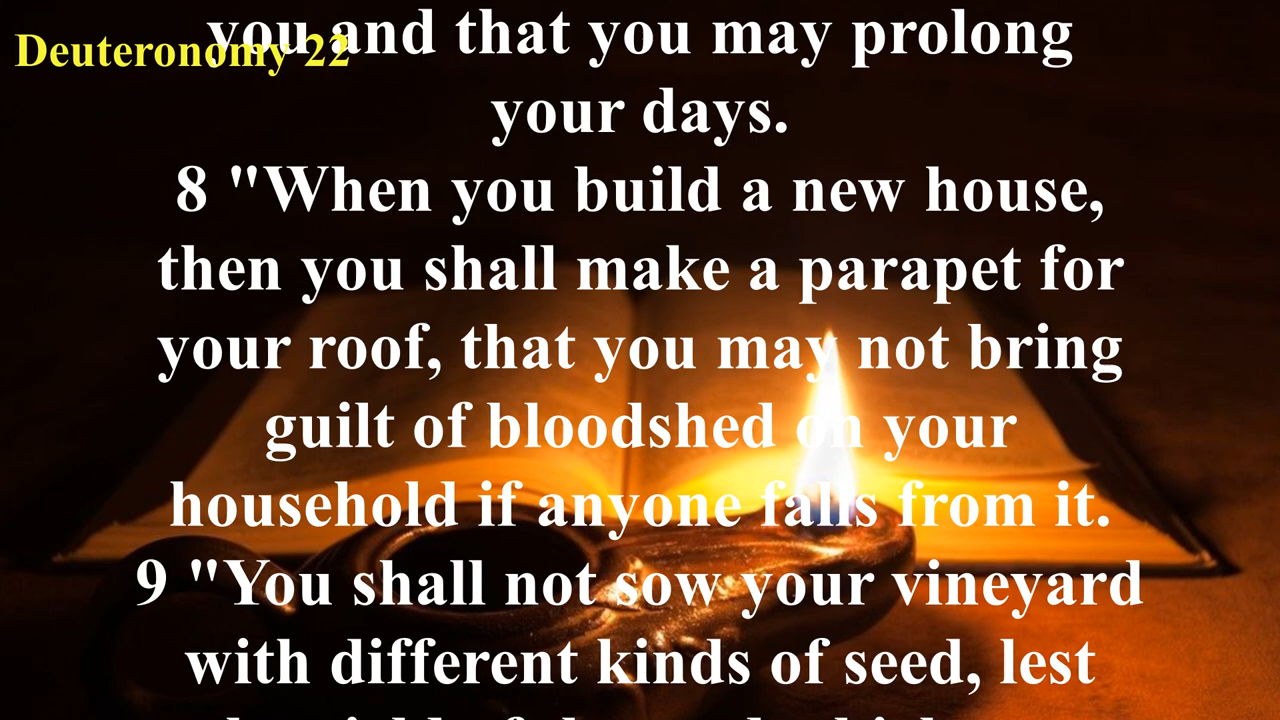 Deuteronomy 22
you and that you may prolong
your days.
8 "When you build a new house,
then you shall make a parapet for
your roof, that you may not bring
guilt of bloodshed on your
household if anyone falls from it.
9 "You shall not sow your vineyard
with different kinds of seed, lest